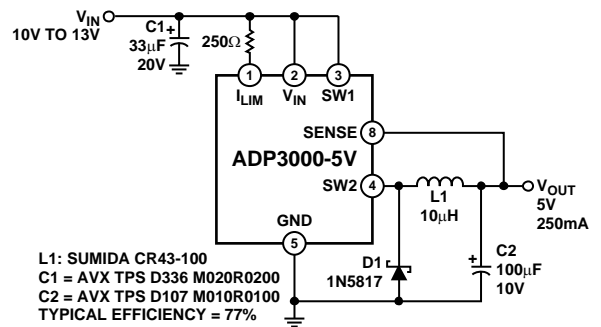 VIN
10V TO 13V
C1
+
33μF
20V
250Ω
1
2
3
ILIM
VIN
SW1
SENSE
8
ADP3000-5V
SW2
4
L1
10μH
VOUT
5V
250mA
GND
5
D1
1N5817
+
C2
100μF
10V
L1: SUMIDA CR43-100
C1 = AVX TPS D336 M020R0200
C2 = AVX TPS D107 M010R0100
TYPICAL EFFICIENCY = 77%